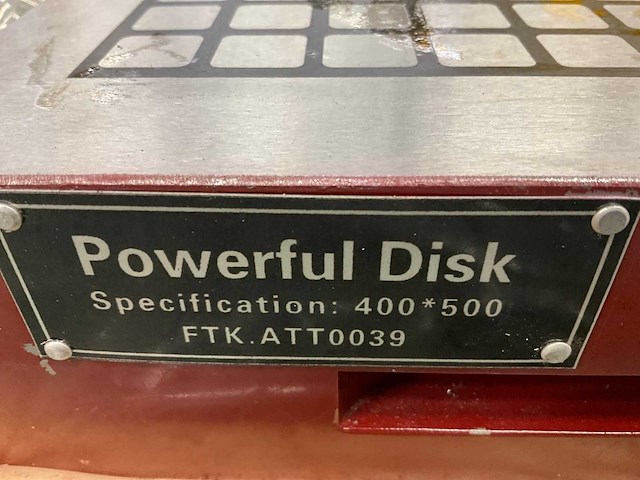 Powerful Disk
Specification: 400*500
FTK.ATT0039